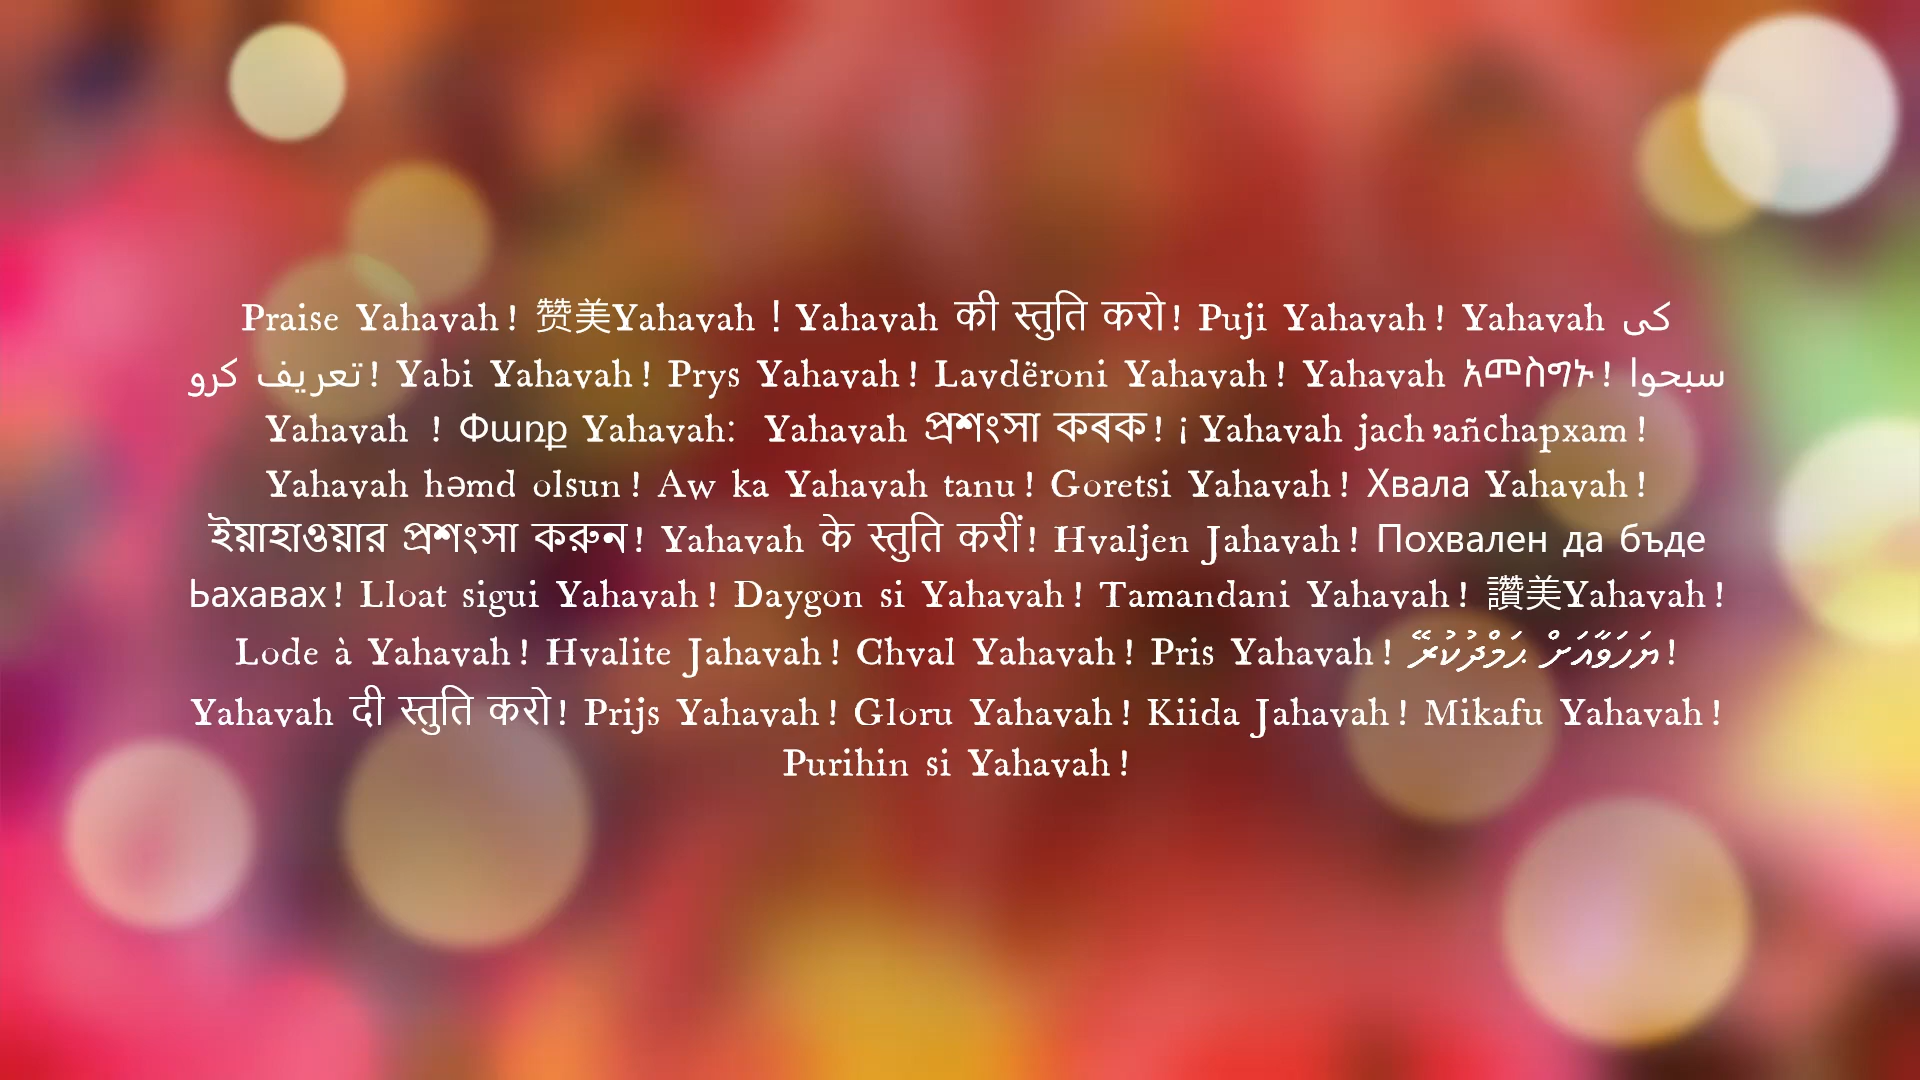 Praise Yahavah! 赞美Yahavah！Yahavah की स्तुति करो! Puji Yahavah! Yahavah کی
تعریف کرو! Yabi Yahavah! Prys Yahavah! Lavdëroni Yahavah! Yahavah አመስግኑ! سبحوا
Yahavah ! Փառք Yahavah: Yahavah প্ৰশংসা কৰক! ¡Yahavah jach’añchapxam!
Yahavah həmd olsun! Aw ka Yahavah tanu! Goretsi Yahavah! Хвала Yahavah!
ইয়াহাওয়ার প্রশংসা করুন! Yahavah के स्तुति करीं! Hvaljen Jahavah! Похвален да бъде
Ьахавах! Lloat sigui Yahavah! Daygon si Yahavah! Tamandani Yahavah! 讚美Yahavah!
Lode à Yahavah! Hvalite Jahavah! Chval Yahavah! Pris Yahavah! ޔަހަވާއަށް ޙަމްދުކުރޭ!
Yahavah दी स्तुति करो! Prijs Yahavah! Gloru Yahavah! Kiida Jahavah! Mikafu Yahavah!
Purihin si Yahavah!